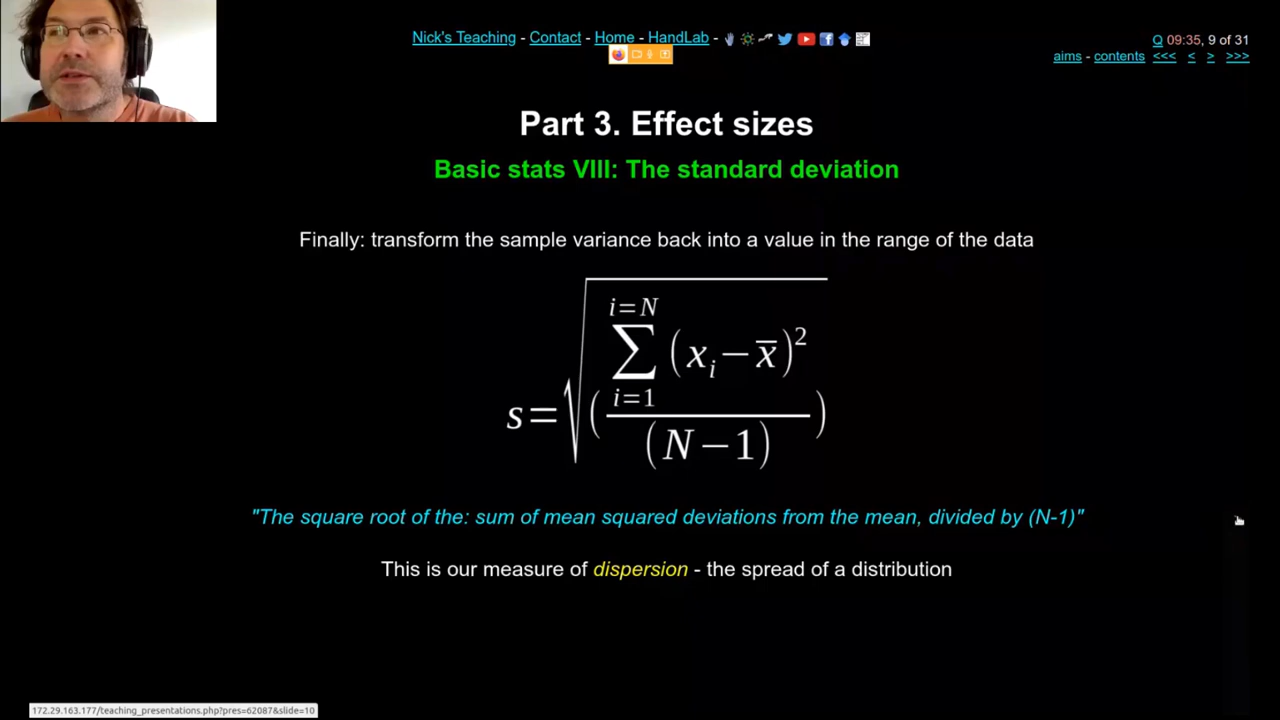 Nick's Teaching - Contact - Home - HandLab -
Q 09:35, 9 of 31
aims - contents <<< < > >>>
Part 3. Effect sizes
Basic stats VIII: The standard deviation
Finally: transform the sample variance back into a value in the range of the data
s=√(∑_{i=1}^{i=N}(x_i−x̅)²/(N−1))
"The square root of the: sum of mean squared deviations from the mean, divided by (N-1)"
This is our measure of dispersion - the spread of a distribution
172.29.163.177/teaching_presentations.php?pres=62087&slide=10